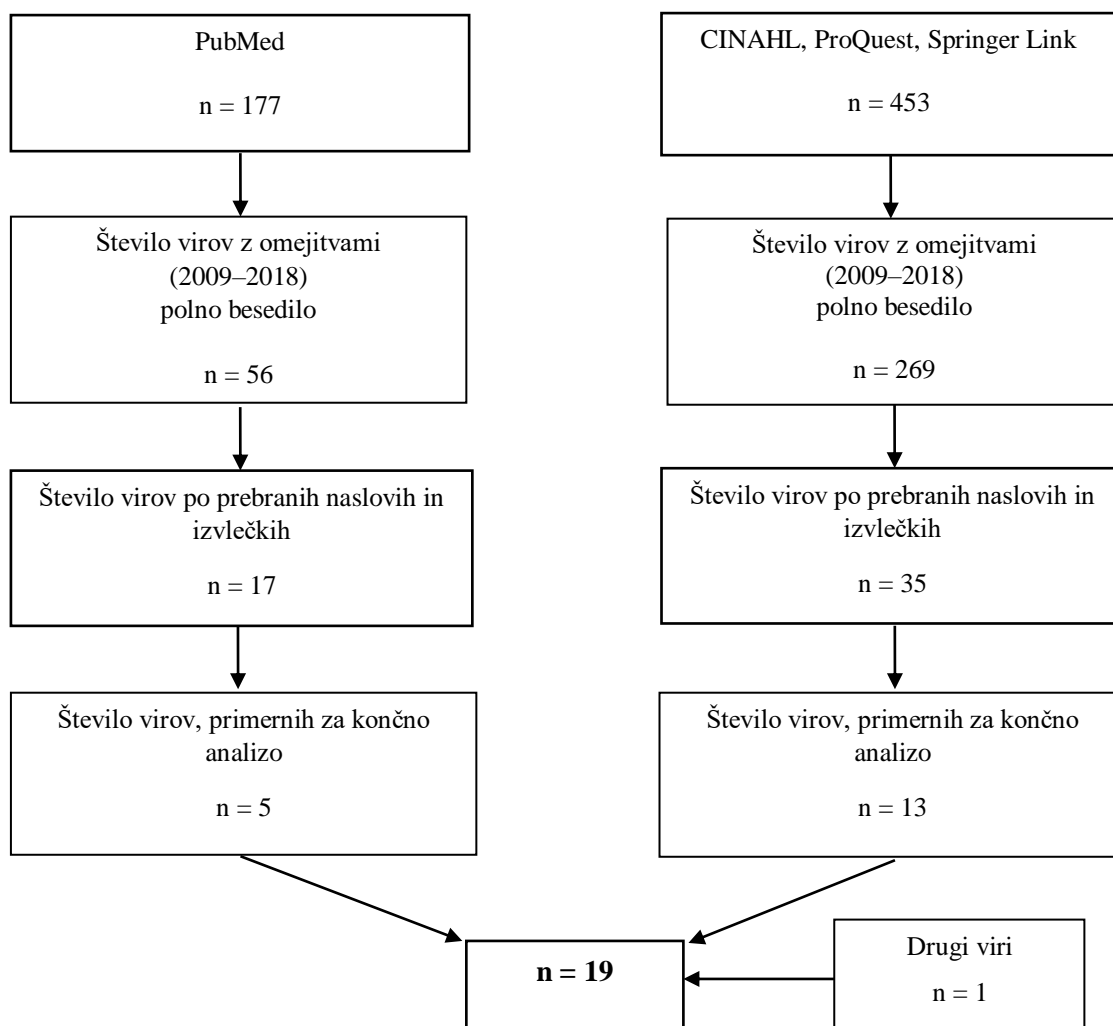 PubMed
n = 177
Število virov z omejitvami
(2009–2018)
polno besedilo
n = 56
Število virov po prebranih naslovih in
izvlečkih
n = 17
Število virov, primernih za končno
analizo
n = 5
CINAHL, ProQuest, Springer Link
n = 453
Število virov z omejitvami
(2009–2018)
polno besedilo
n = 269
Število virov po prebranih naslovih in
izvlečkih
n = 35
Število virov, primernih za končno
analizo
n = 13
n = 19
Drugi viri
n = 1